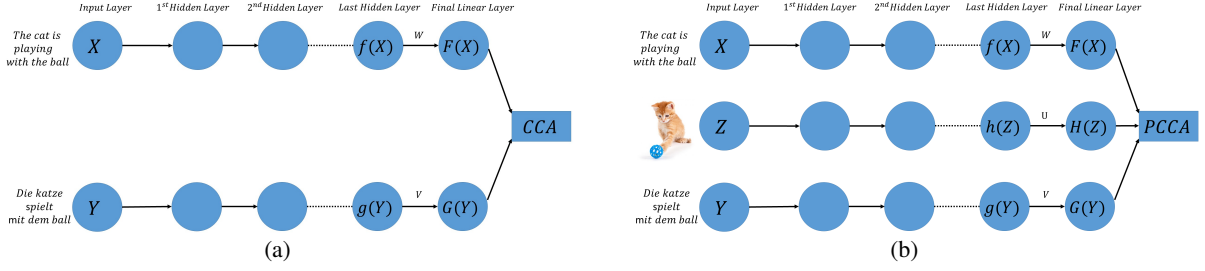 Input Layer 1st Hidden Layer 2nd Hidden Layer Last Hidden Layer Final Linear Layer
The cat is
playing
with the ball
X f(X) W F(X)
CCA
Die katze
spielt
mit dem ball
Y g(Y) V G(Y)
(a)
Input Layer 1st Hidden Layer 2nd Hidden Layer Last Hidden Layer Final Linear Layer
The cat is
playing
with the ball
X f(X) W F(X)
Z h(Z) U H(Z) PCCA
Die katze
spielt
mit dem ball
Y g(Y) V G(Y)
(b)